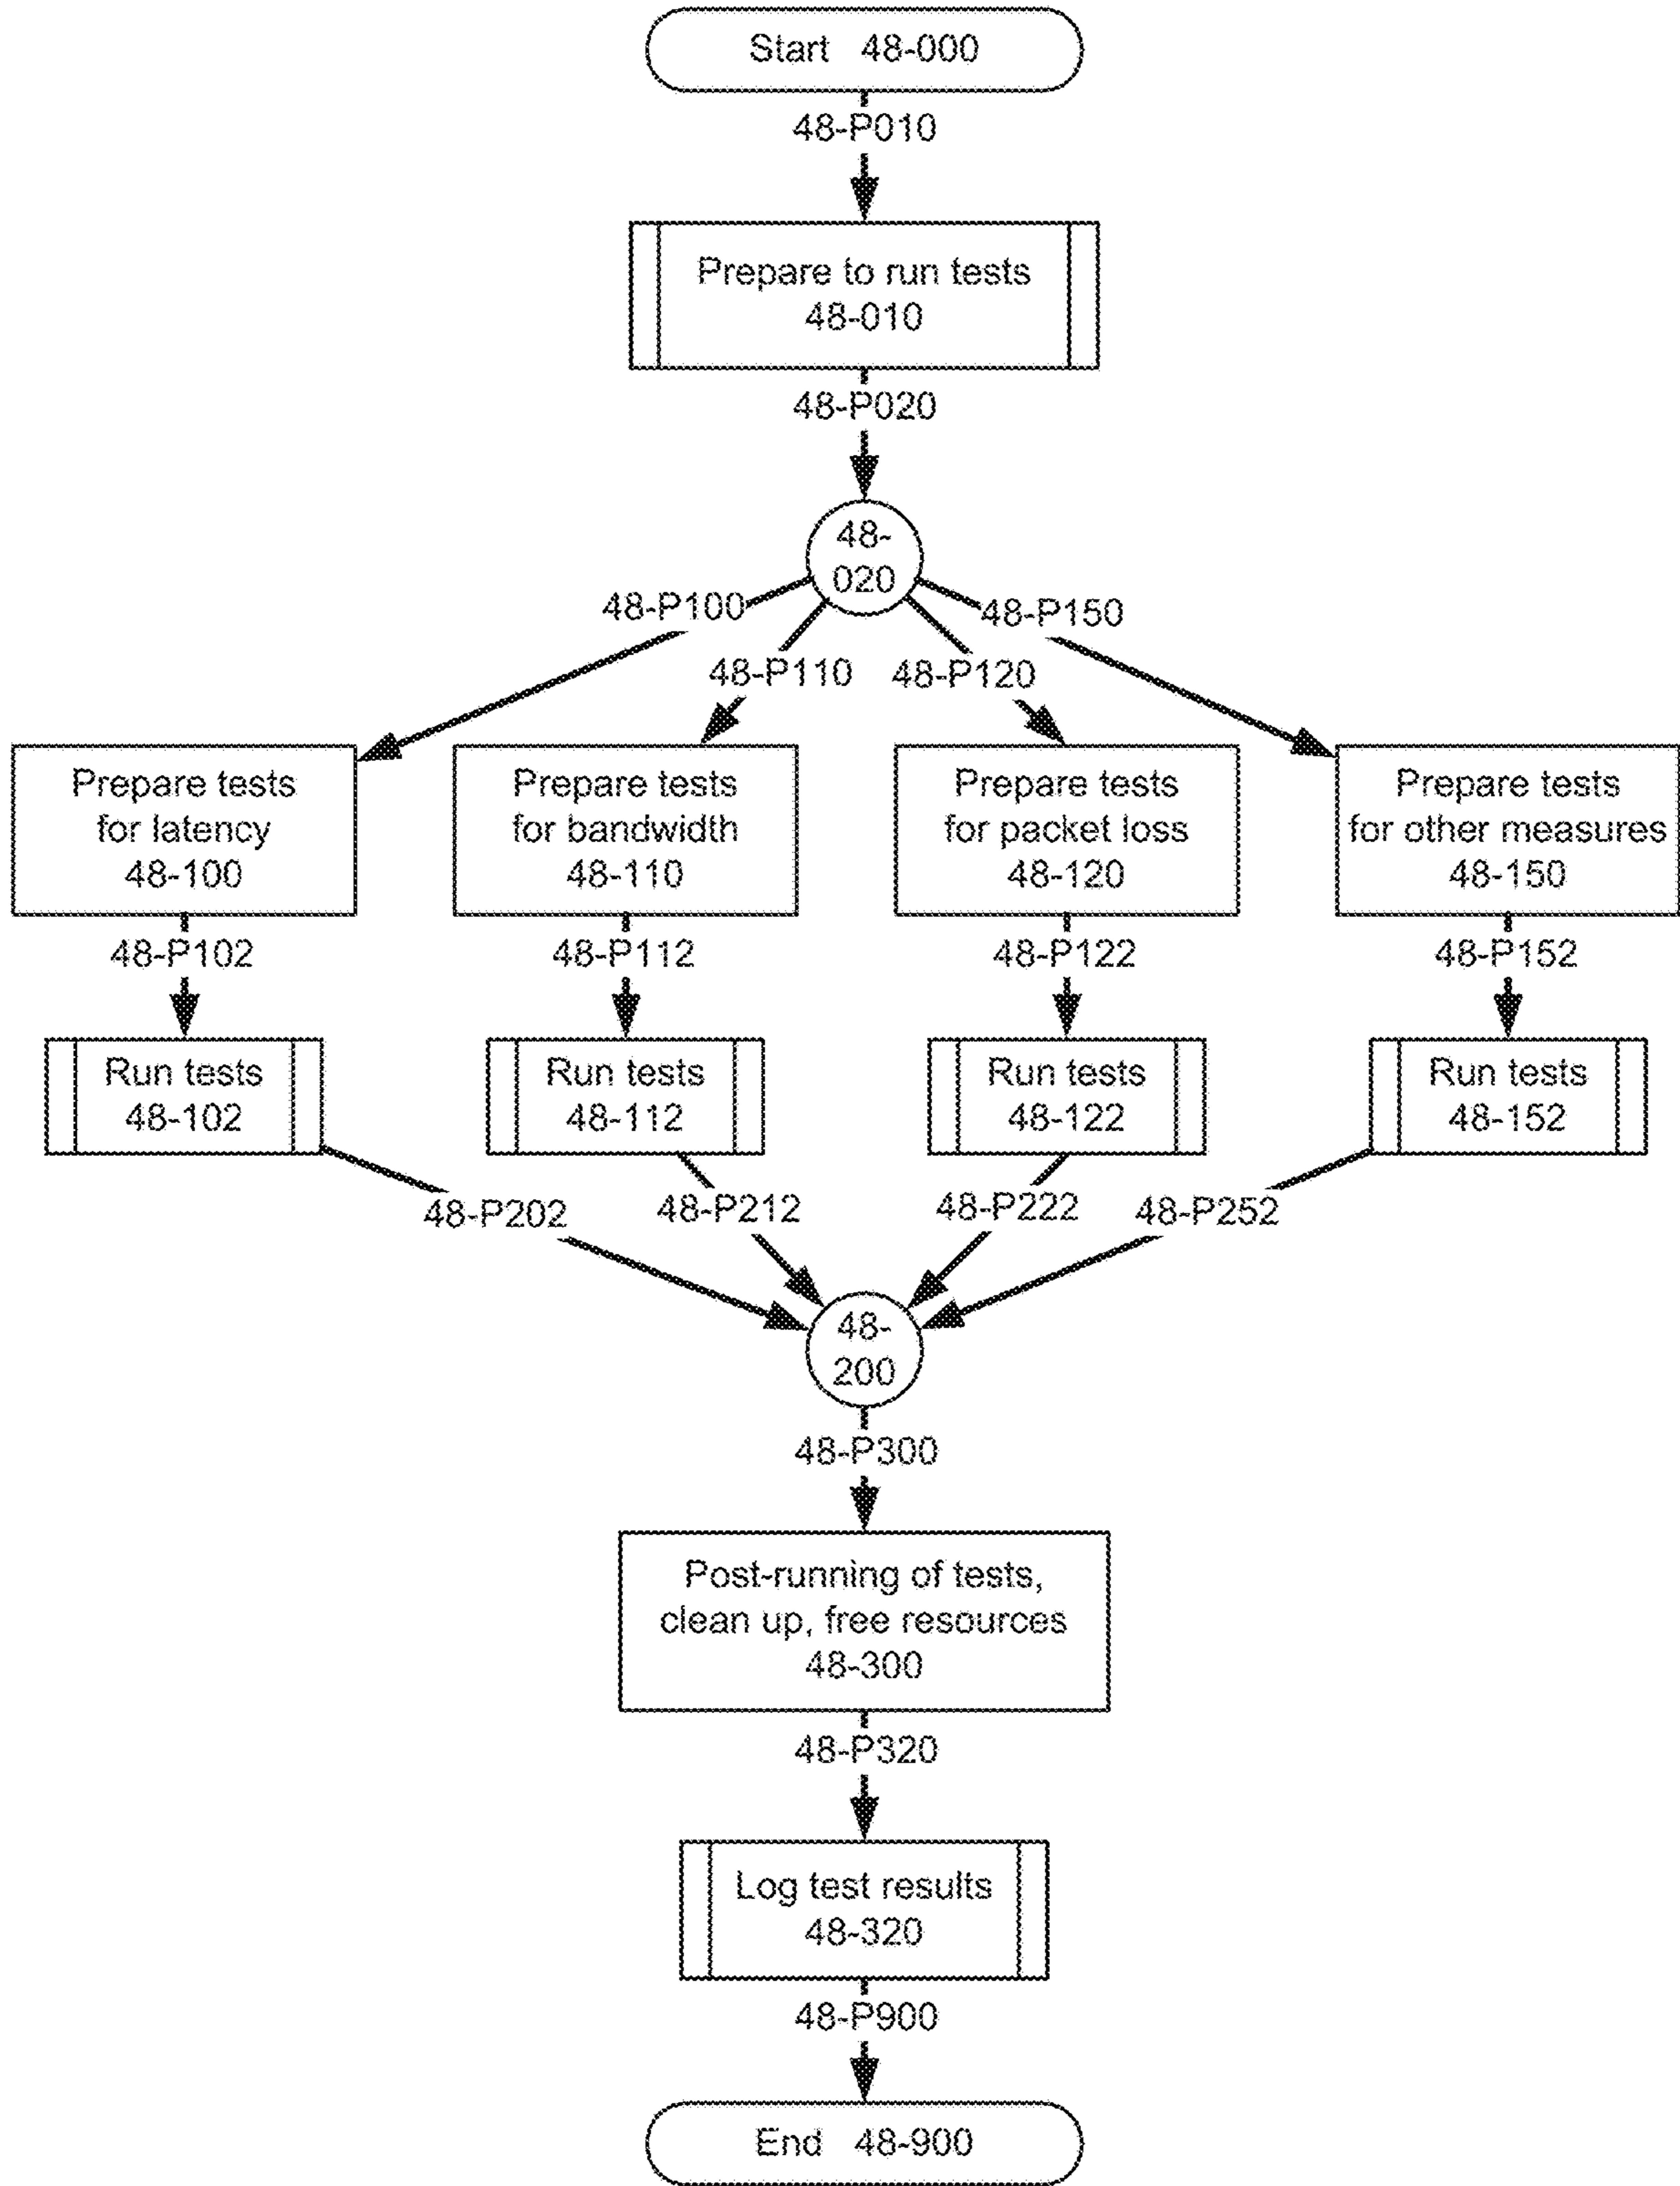 Start 48-000
48-P010
Prepare to run tests
48-010
48-P020
48-
020
48-P100
48-P150
48-P110
48-P120
Prepare tests
for latency
48-100
Prepare tests
for bandwidth
48-110
Prepare tests
for packet loss
48-120
Prepare tests
for other measures
48-150
48-P102
48-P112
48-P122
48-P152
Run tests
48-102
Run tests
48-112
Run tests
48-122
Run tests
48-152
48-P202
48-P212
48-P222
48-P252
48-
200
48-P300
Post-running of tests,
clean up, free resources
48-300
48-P320
Log test results
48-320
48-P900
End 48-900